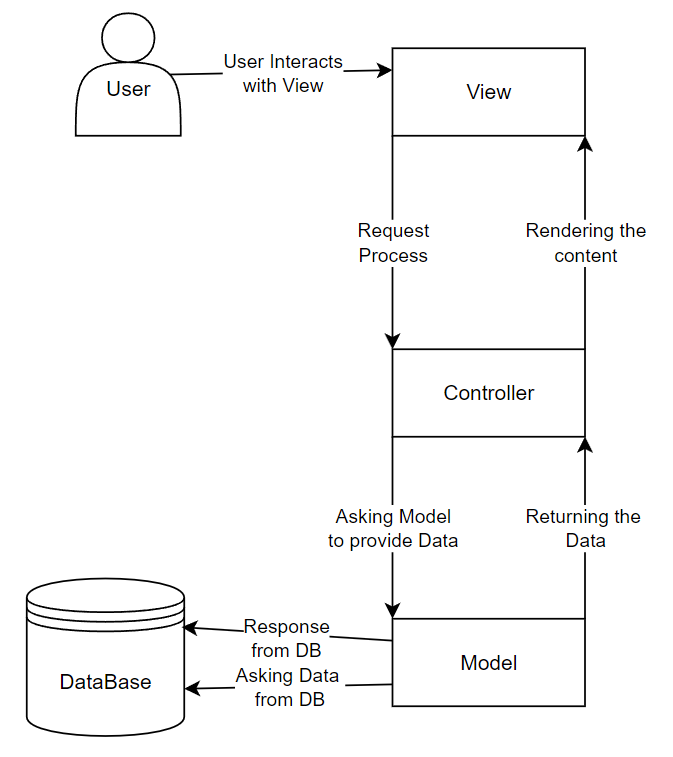 User
User Interacts
with View
View
Request
Process
Rendering the
content
Controller
Asking Model
to provide Data
Returning the
Data
Response
from DB
Asking Data
from DB
DataBase
Model